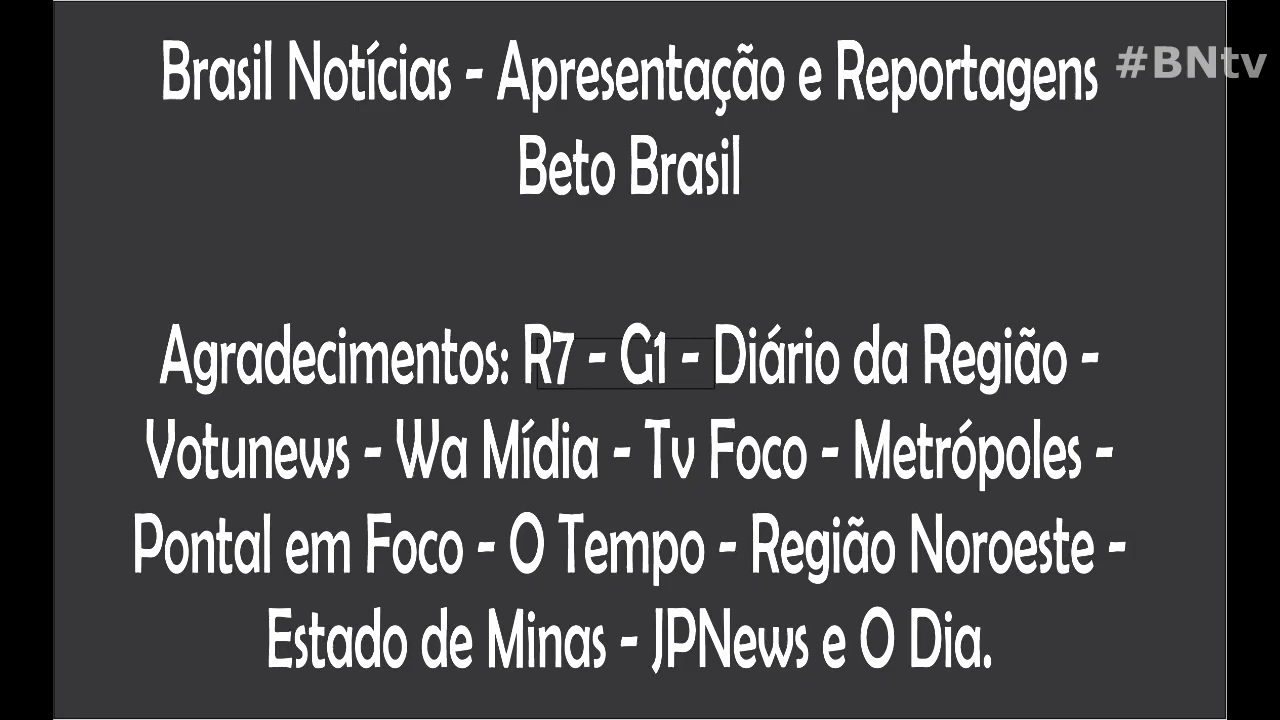 Brasil Notícias - Apresentação e Reportagens
#BNtv
Beto Brasil
Agradecimentos: R7 - G1 - Diário da Região -
Votunews - Wa Mídia - Tv Foco - Metrópoles -
Pontal em Foco - O Tempo - Região Noroeste -
Estado de Minas - JPNews e O Dia.